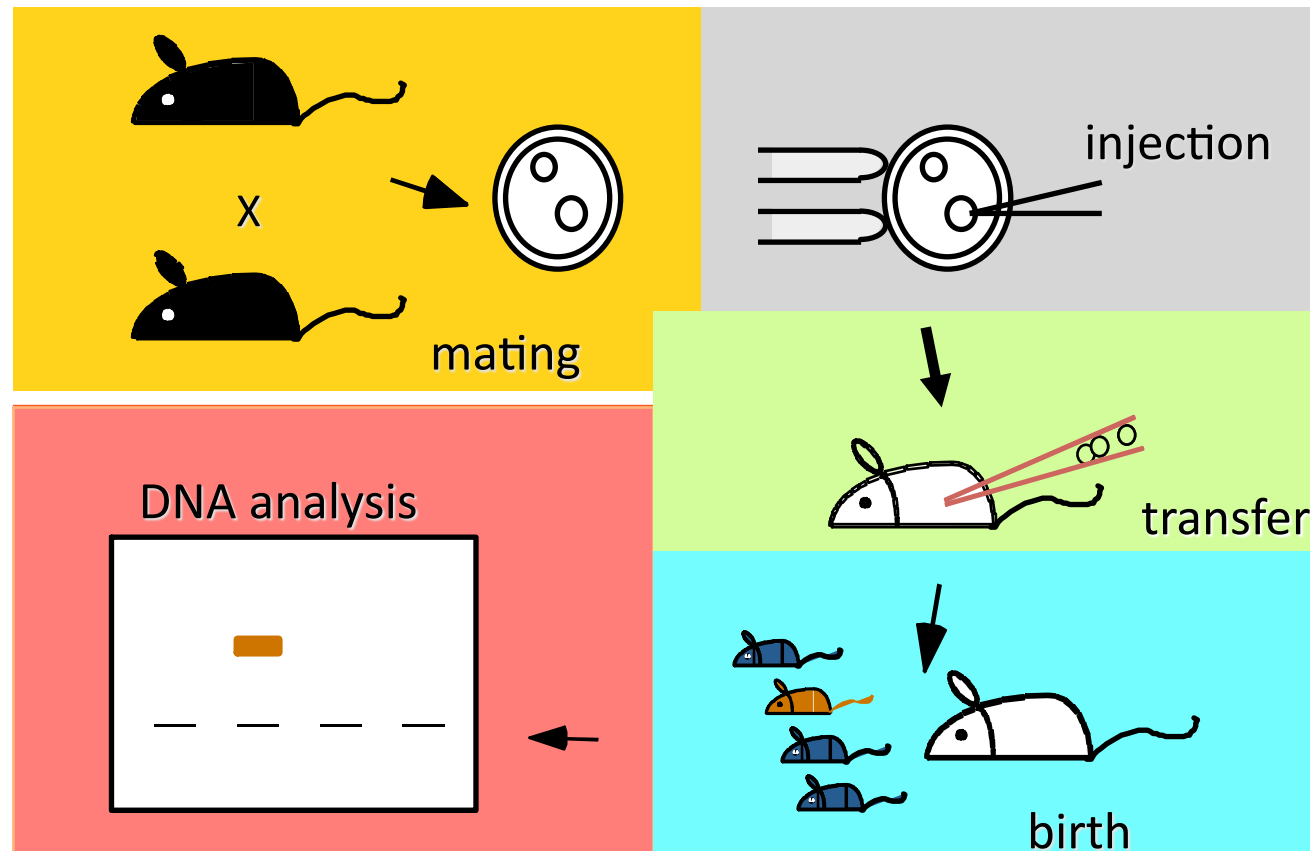 X
mating
injection
transfer
birth
DNA analysis